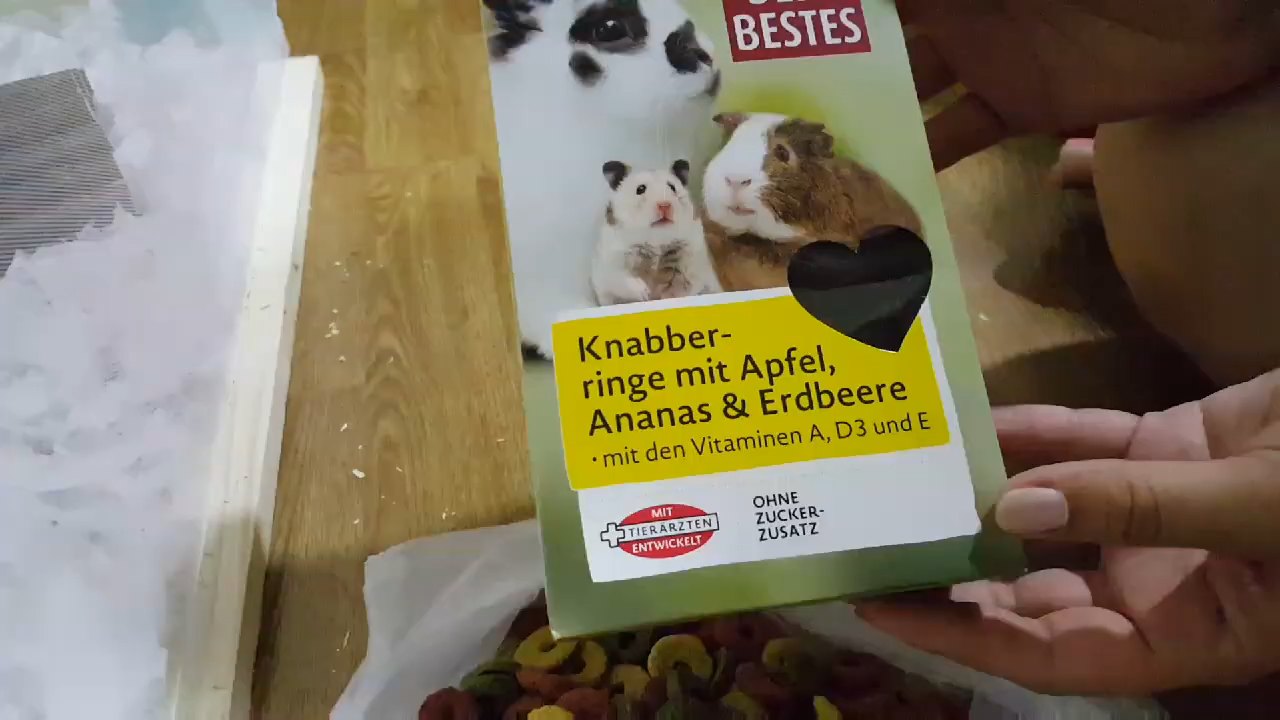 BESTES
Knabber-
ringe mit Apfel,
Ananas & Erdbeere
· mit den Vitaminen A, D3 und E
MIT
TIERÄRZTEN
ENTWICKELT
OHNE
ZUCKER-
ZUSATZ